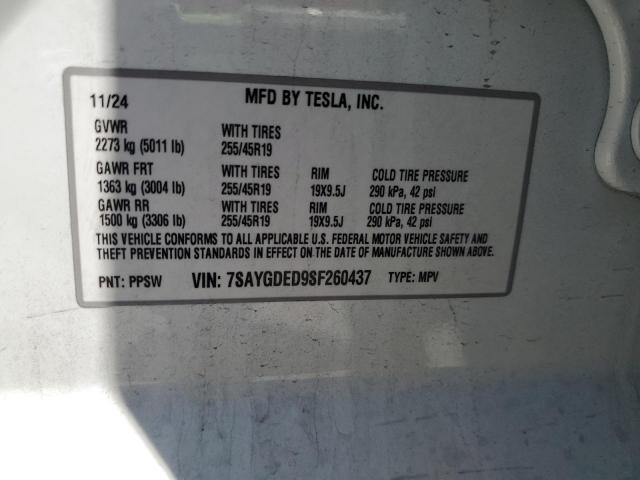 11/24 MFD BY TESLA, INC.
GVWR WITH TIRES
2273 kg (5011 lb) 255/45R19
GAWR FRT WITH TIRES RIM COLD TIRE PRESSURE
1363 kg (3004 lb) 255/45R19 19X9.5J 290 kPa, 42 psi
GAWR RR WITH TIRES RIM COLD TIRE PRESSURE
1500 kg (3306 lb) 255/45R19 19X9.5J 290 kPa, 42 psi
THIS VEHICLE CONFORMS TO ALL APPLICABLE U.S. FEDERAL MOTOR VEHICLE SAFETY AND
THEFT PREVENTION STANDARDS IN EFFECT ON THE DATE OF MANUFACTURE SHOWN ABOVE.
PNT: PPSW VIN: 7SAYGDED9SF260437 TYPE: MPV